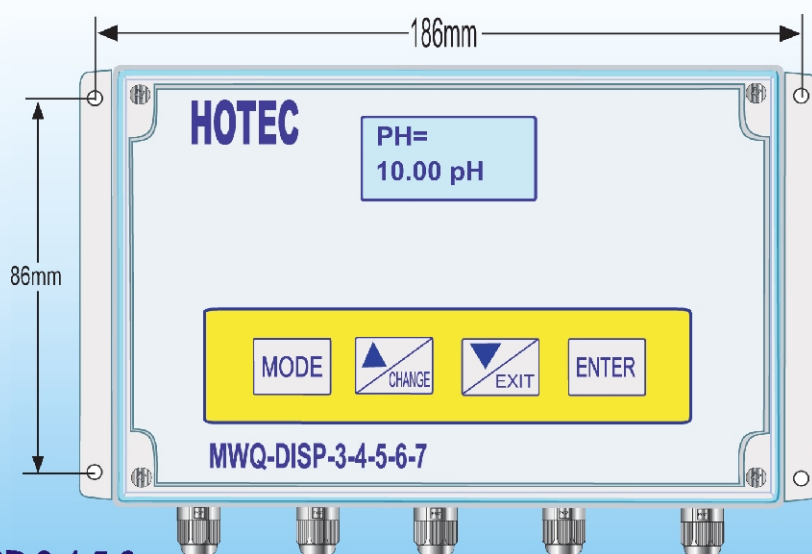 186mm
HOTEC
PH=
10.00 pH
86mm
MODE
CHANGE
EXIT
ENTER
MWQ-DISP-3-4-5-6-7